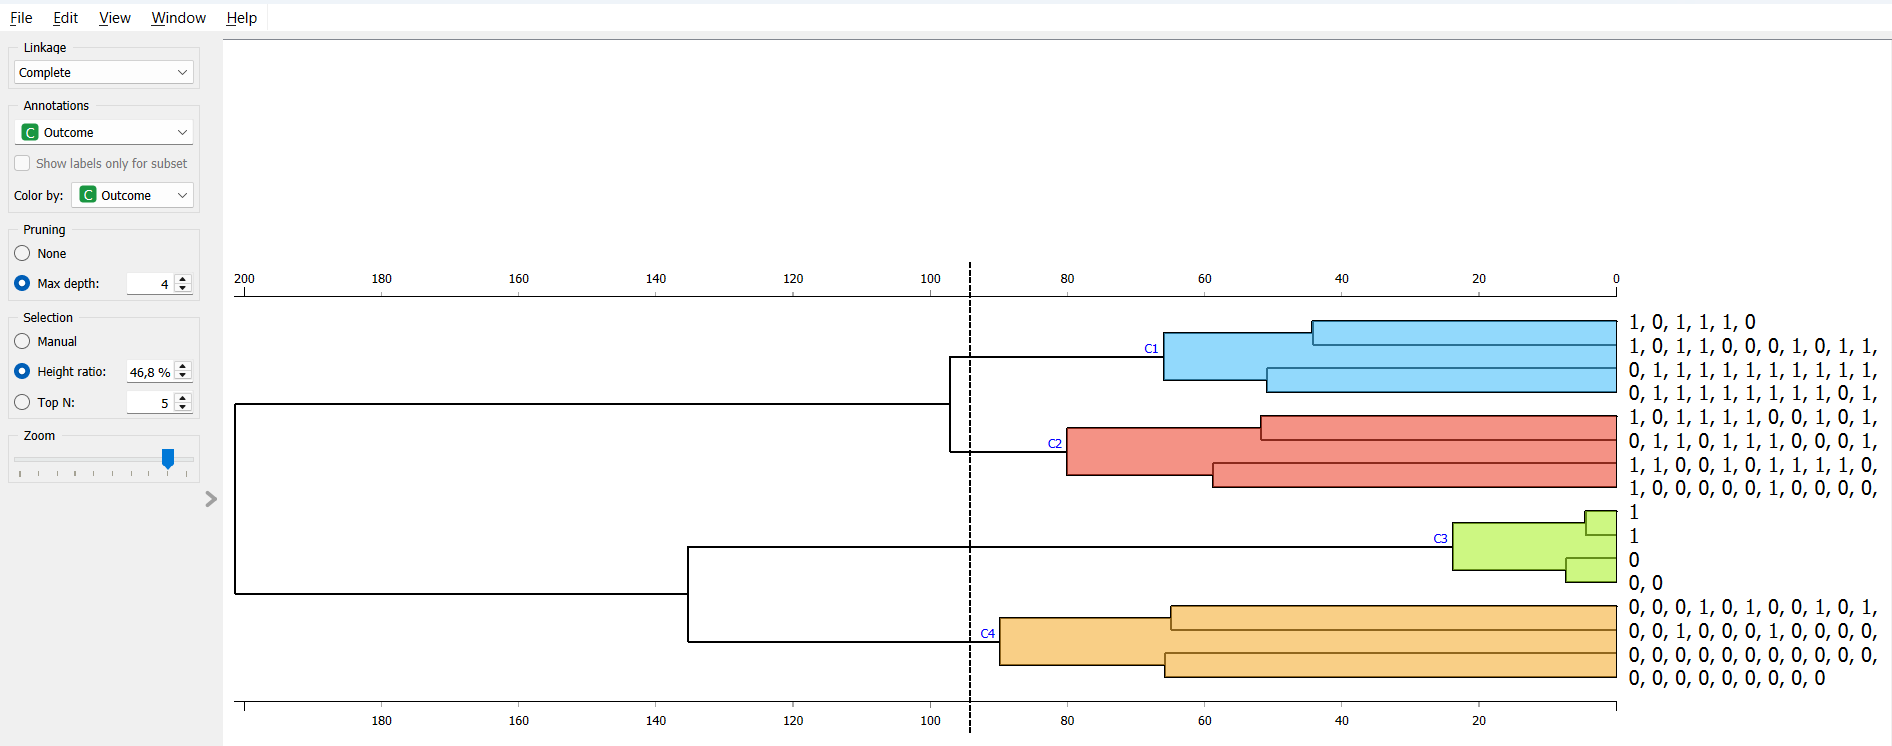 File Edit View Window Help
Linkage
Complete
Annotations
C Outcome
Show labels only for subset
Color by: C Outcome
Pruning
None
Max depth: 4
Selection
Manual
Height ratio: 46,8 %
Top N: 5
Zoom
200 180 160 140 120 100 80 60 40 20 0
C1
1, 0, 1, 1, 1, 0
1, 0, 1, 1, 0, 0, 0, 1, 0, 1, 1,
0, 1, 1, 1, 1, 1, 1, 1, 1, 1, 1,
0, 1, 1, 1, 1, 1, 1, 1, 1, 0, 1,
C2
1, 0, 1, 1, 1, 1, 0, 0, 1, 0, 1,
0, 1, 1, 0, 1, 1, 1, 0, 0, 0, 1,
1, 1, 0, 0, 1, 0, 1, 1, 1, 1, 0,
1, 0, 0, 0, 0, 0, 1, 0, 0, 0, 0,
C3
1
1
0
0, 0
C4
0, 0, 0, 1, 0, 1, 0, 0, 1, 0, 1,
0, 0, 1, 0, 0, 0, 1, 0, 0, 0, 0,
0, 0, 0, 0, 0, 0, 0, 0, 0, 0, 0,
0, 0, 0, 0, 0, 0, 0, 0, 0
180 160 140 120 100 80 60 40 20